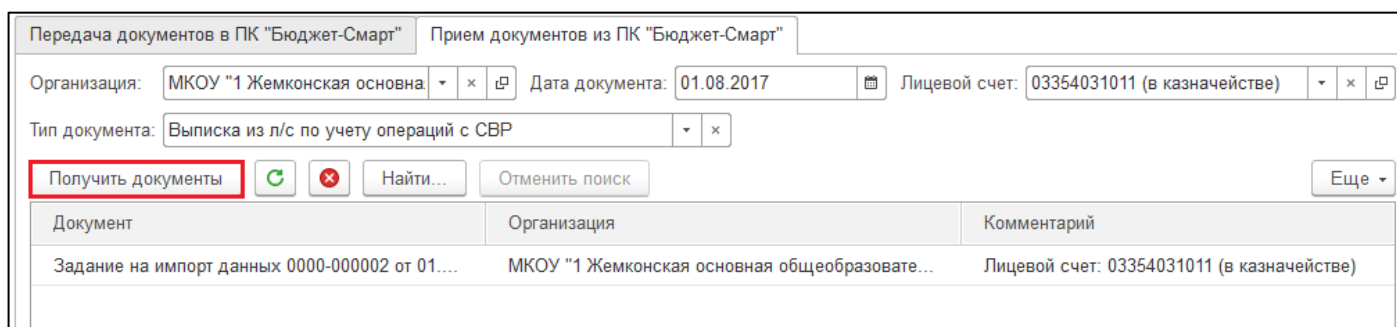 Передача документов в ПК "Бюджет-Смарт" Прием документов из ПК "Бюджет-Смарт"
Организация: МКОУ "1 Жемконская основна Дата документа: 01.08.2017 Лицевой счет: 03354031011 (в казначействе)
Тип документа: Выписка из л/с по учету операций с СВР
Получить документы Найти... Отменить поиск Еще
Документ Организация Комментарий
Задание на импорт данных 0000-000002 от 01.... МКОУ "1 Жемконская основная общеобразовате... Лицевой счет: 03354031011 (в казначействе)